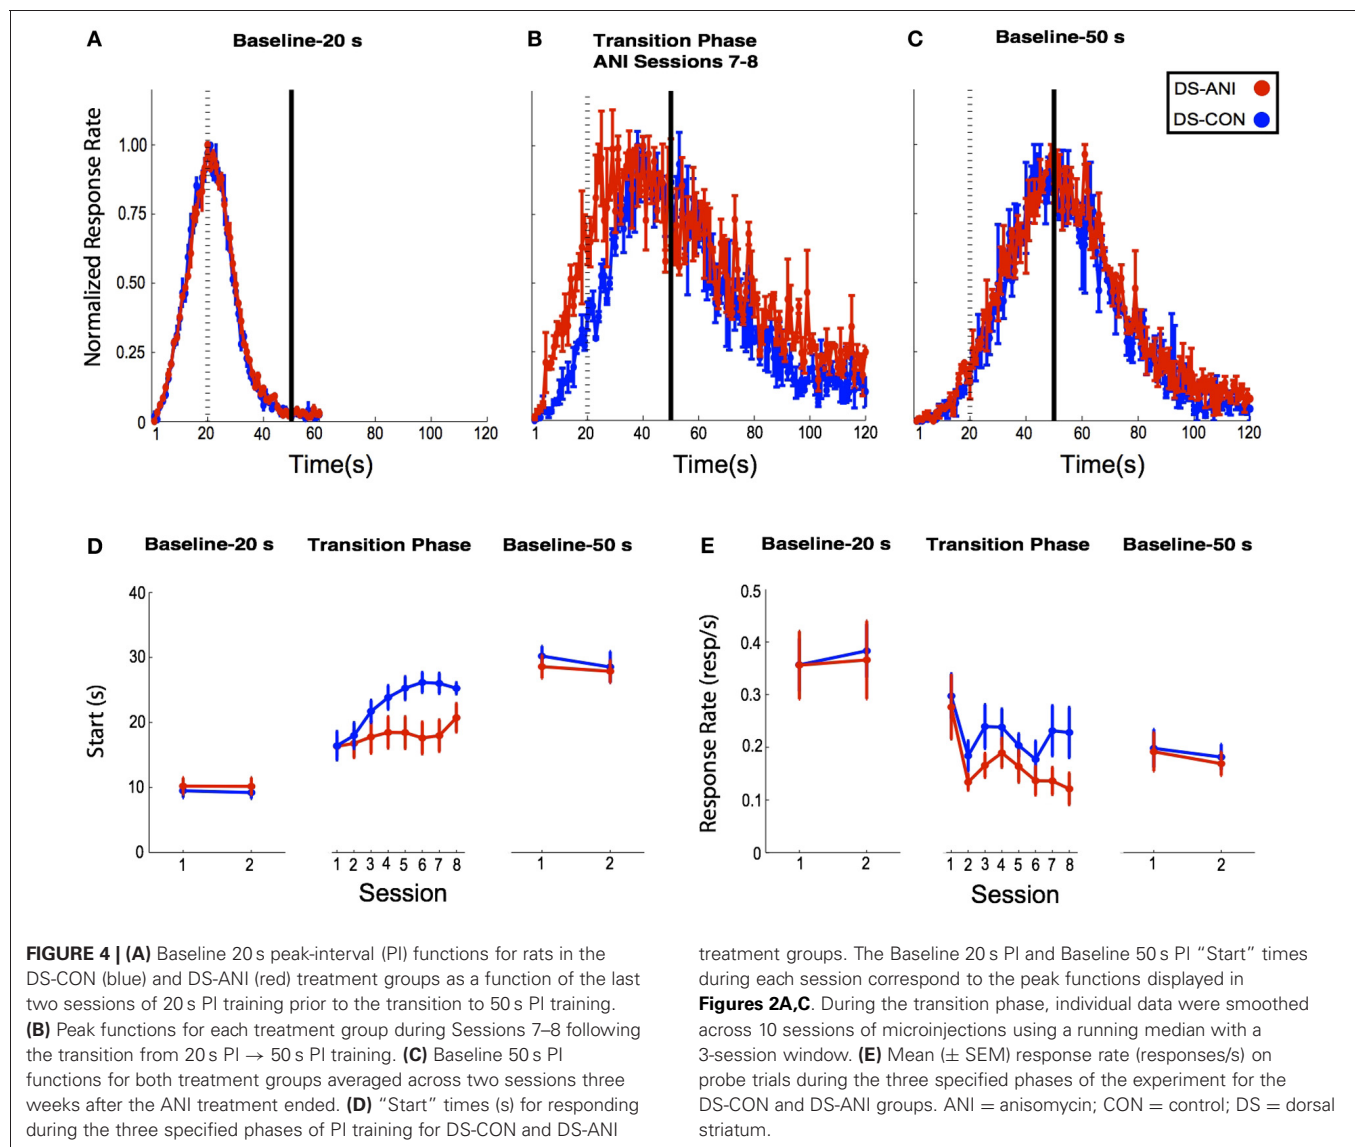 A
Baseline-20 s
B
Transition Phase
ANI Sessions 7-8
C
Baseline-50 s
DS-ANI
DS-CON
Normalized Response Rate
1.00
0.75
0.50
0.25
0
1 20 40 60 80 100 120
Time(s)
1 20 40 60 80 100 120
Time(s)
1 20 40 60 80 100 120
Time(s)
D
Baseline-20 s
Transition Phase
Baseline-50 s
Start (s)
40
30
20
10
0
1 2
1 2 3 4 5 6 7 8
1 2
Session
E
Baseline-20 s
Transition Phase
Baseline-50 s
Response Rate (resp/s)
0.5
0.4
0.3
0.2
0.1
0
1 2
1 2 3 4 5 6 7 8
1 2
Session
FIGURE 4 | (A) Baseline 20 s peak-interval (PI) functions for rats in the
DS-CON (blue) and DS-ANI (red) treatment groups as a function of the last
two sessions of 20 s PI training prior to the transition to 50 s PI training.
(B) Peak functions for each treatment group during Sessions 7–8 following
the transition from 20 s PI → 50 s PI training. (C) Baseline 50 s PI
functions for both treatment groups averaged across two sessions three
weeks after the ANI treatment ended. (D) “Start” times (s) for responding
during the three specified phases of PI training for DS-CON and DS-ANI
treatment groups. The Baseline 20 s PI and Baseline 50 s PI “Start” times
during each session correspond to the peak functions displayed in
Figures 2A,C. During the transition phase, individual data were smoothed
across 10 sessions of microinjections using a running median with a
3-session window. (E) Mean (± SEM) response rate (responses/s) on
probe trials during the three specified phases of the experiment for the
DS-CON and DS-ANI groups. ANI = anisomycin; CON = control; DS = dorsal
striatum.